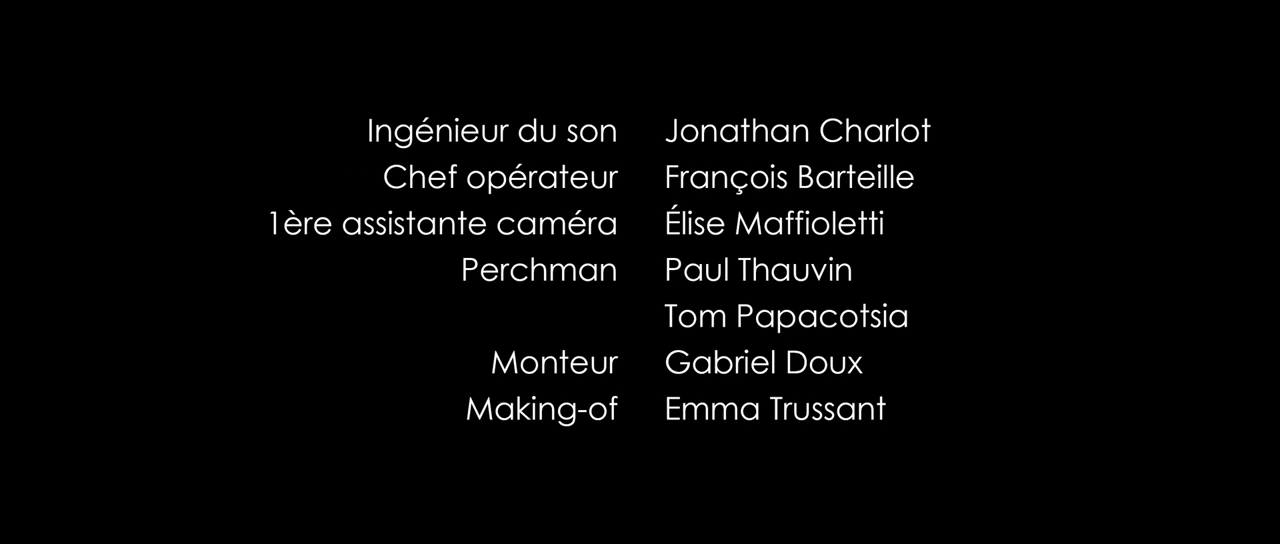 Ingénieur du son Jonathan Charlot
Chef opérateur François Barteille
1ère assistante caméra Élise Maffioletti
Perchman Paul Thauvin
Tom Papacotsia
Monteur Gabriel Doux
Making-of Emma Trussant